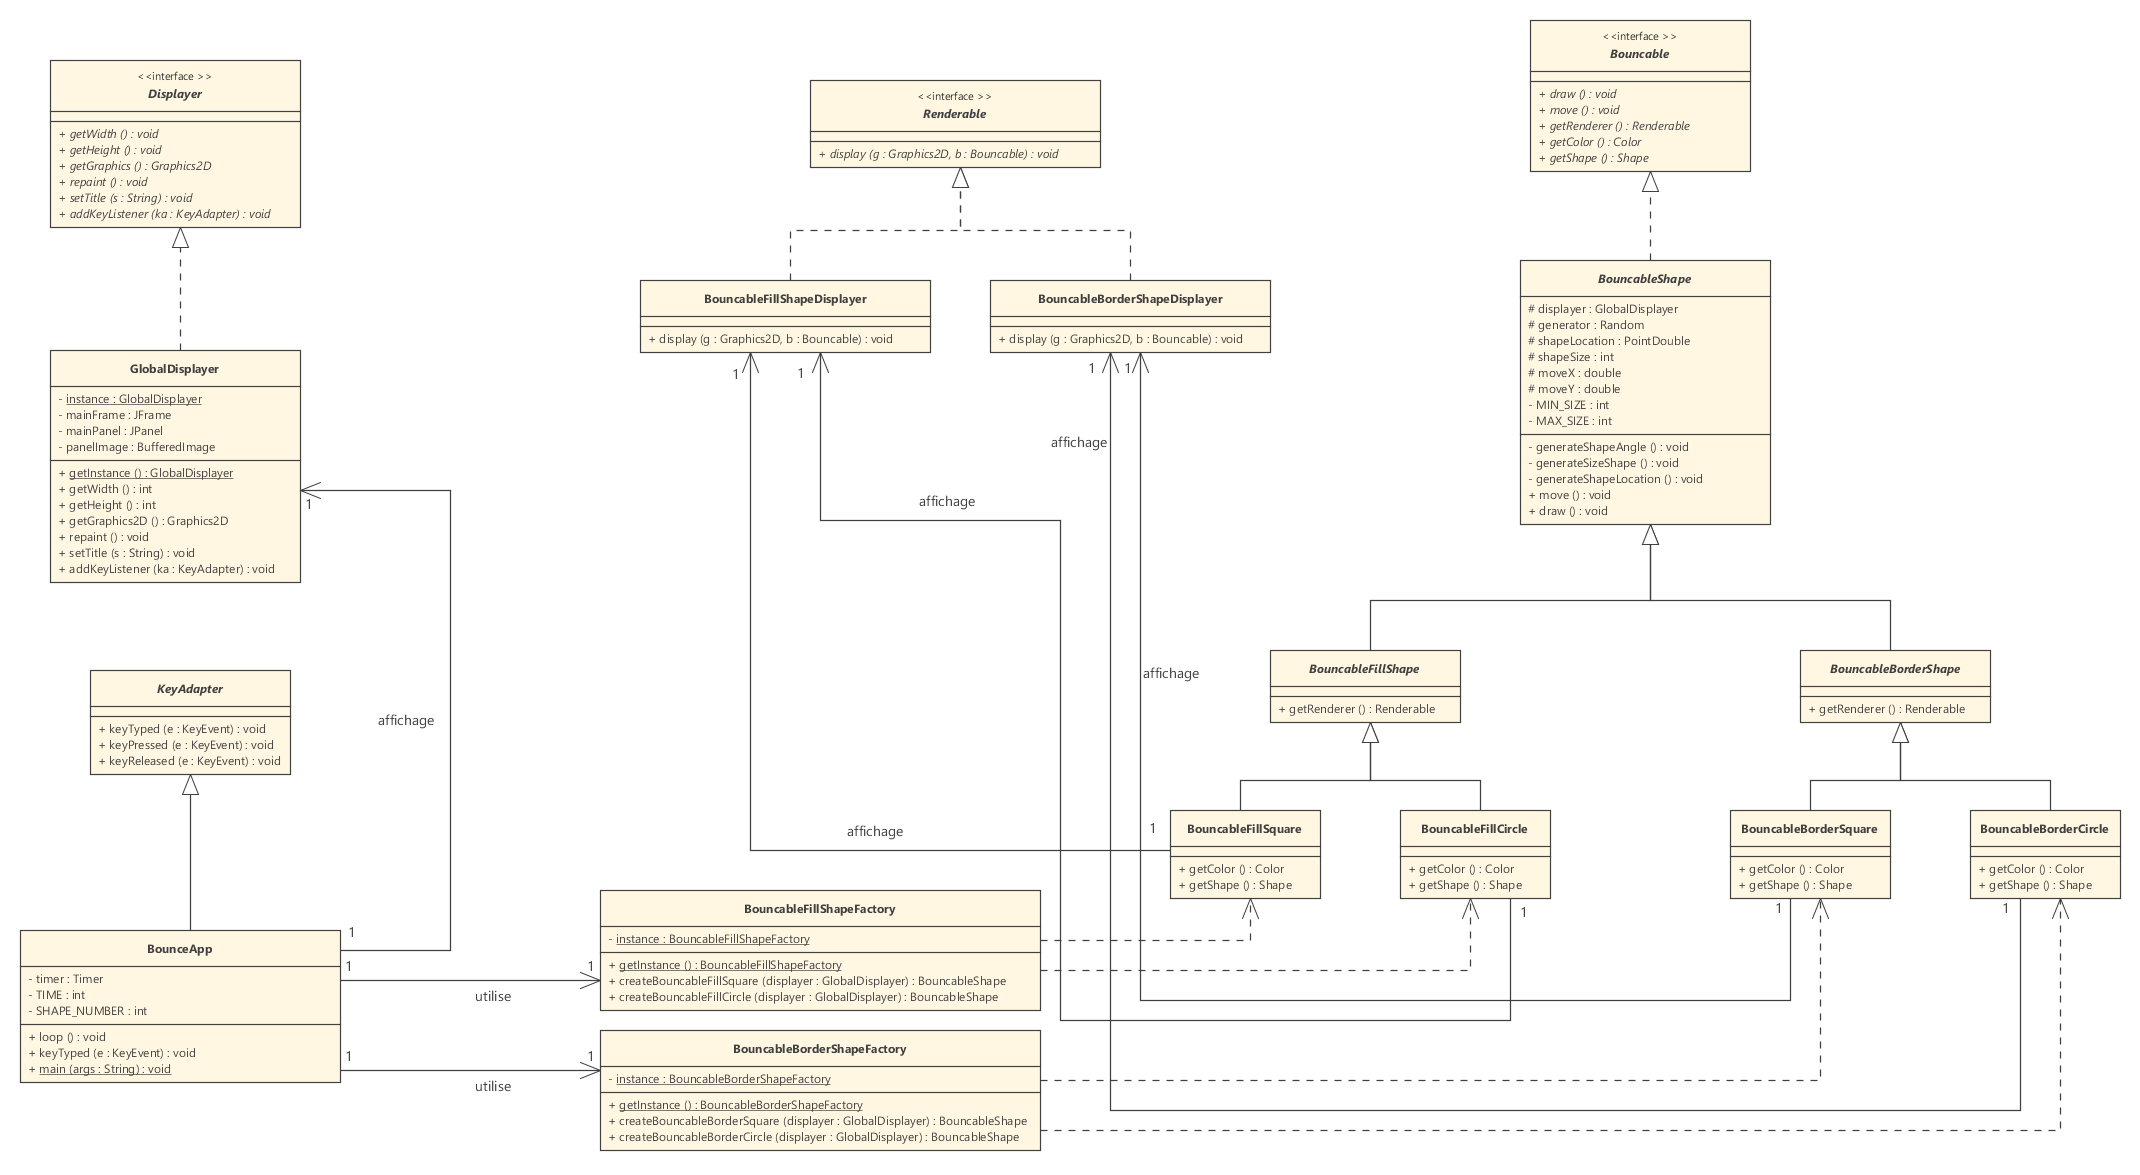 <<interface >>
Displayer
+ getWidth () : void
+ getHeight () : void
+ getGraphics () : Graphics2D
+ repaint () : void
+ setTitle (s : String) : void
+ addKeyListener (ka : KeyAdapter) : void
<<interface >>
Renderable
+ display (g : Graphics2D, b : Bouncable) : void
<<interface >>
Bouncable
+ draw () : void
+ move () : void
+ getRenderer () : Renderable
+ getColor () : Color
+ getShape () : Shape
GlobalDisplayer
- instance : GlobalDisplayer
- mainFrame : JFrame
- mainPanel : JPanel
- panelImage : BufferedImage
+ getInstance () : GlobalDisplayer
+ getWidth () : int
+ getHeight () : int
+ getGraphics2D () : Graphics2D
+ repaint () : void
+ setTitle (s : String) : void
+ addKeyListener (ka : KeyAdapter) : void
1
BouncableFillShapeDisplayer
+ display (g : Graphics2D, b : Bouncable) : void
1
1
BouncableBorderShapeDisplayer
+ display (g : Graphics2D, b : Bouncable) : void
1
1
BouncableShape
# displayer : GlobalDisplayer
# generator : Random
# shapeLocation : PointDouble
# shapeSize : int
# moveX : double
# moveY : double
- MIN_SIZE : int
- MAX_SIZE : int
- generateShapeAngle () : void
- generateSizeShape () : void
- generateShapeLocation () : void
+ move () : void
+ draw () : void
affichage
affichage
affichage
affichage
affichage
KeyAdapter
+ keyTyped (e : KeyEvent) : void
+ keyPressed (e : KeyEvent) : void
+ keyReleased (e : KeyEvent) : void
BouncableFillShape
+ getRenderer () : Renderable
BouncableBorderShape
+ getRenderer () : Renderable
1
BouncableFillSquare
+ getColor () : Color
+ getShape () : Shape
BouncableFillCircle
+ getColor () : Color
+ getShape () : Shape
1
BouncableBorderSquare
+ getColor () : Color
+ getShape () : Shape
1
BouncableBorderCircle
+ getColor () : Color
+ getShape () : Shape
1
BounceApp
- timer : Timer
- TIME : int
- SHAPE_NUMBER : int
+ loop () : void
+ keyTyped (e : KeyEvent) : void
+ main (args : String) : void
1
1
1
utilise
1
1
utilise
BouncableFillShapeFactory
- instance : BouncableFillShapeFactory
+ getInstance () : BouncableFillShapeFactory
+ createBouncableFillSquare (displayer : GlobalDisplayer) : BouncableShape
+ createBouncableFillCircle (displayer : GlobalDisplayer) : BouncableShape
BouncableBorderShapeFactory
- instance : BouncableBorderShapeFactory
+ getInstance () : BouncableBorderShapeFactory
+ createBouncableBorderSquare (displayer : GlobalDisplayer) : BouncableShape
+ createBouncableBorderCircle (displayer : GlobalDisplayer) : BouncableShape